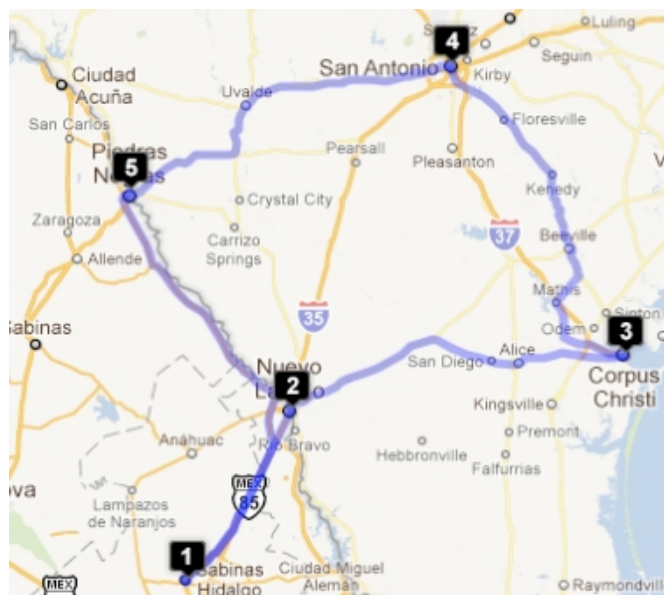 Luling
4
San Antonio
Seguin
Kirby
Ciudad
Acuña
Uvalde
Floresville
San Carlos
Piedras
5
Pearsall
Pleasanton
Kenedy
Crystal City
Zaragoza
Carrizo
Springs
37
Beeville
Allende
Mathis
35
Sinton
Sabinas
Odem
3
Nuevo
2
San Diego
Alice
Corpus
Christi
Kingsville
Anáhuac
Río Bravo
Hebbronville
Premont
Falfurrias
MEX
85
Lampazos
de Naranjos
1
Sabinas
Hidalgo
Ciudad Miguel
Alemán
MEX
Raymondville